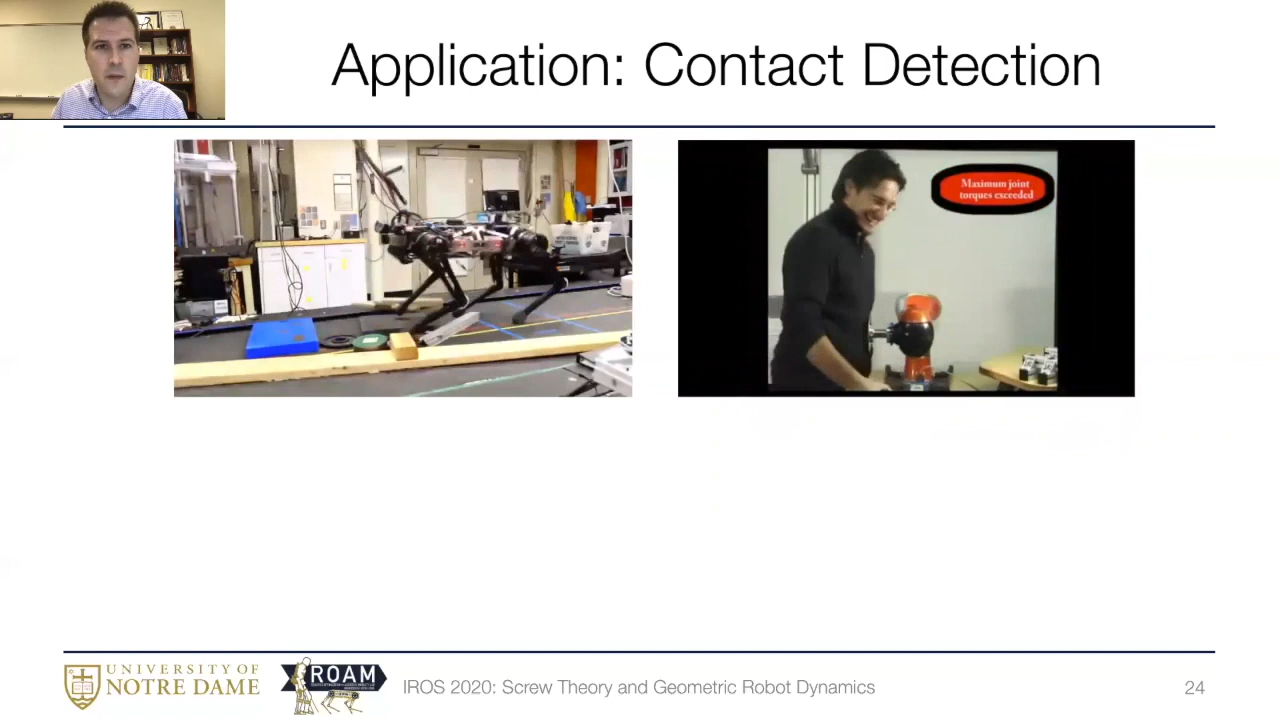 Application: Contact Detection
Maximum joint
torques exceeded
UNIVERSITY OF
NOTRE DAME
ROAM
IROS 2020: Screw Theory and Geometric Robot Dynamics
24